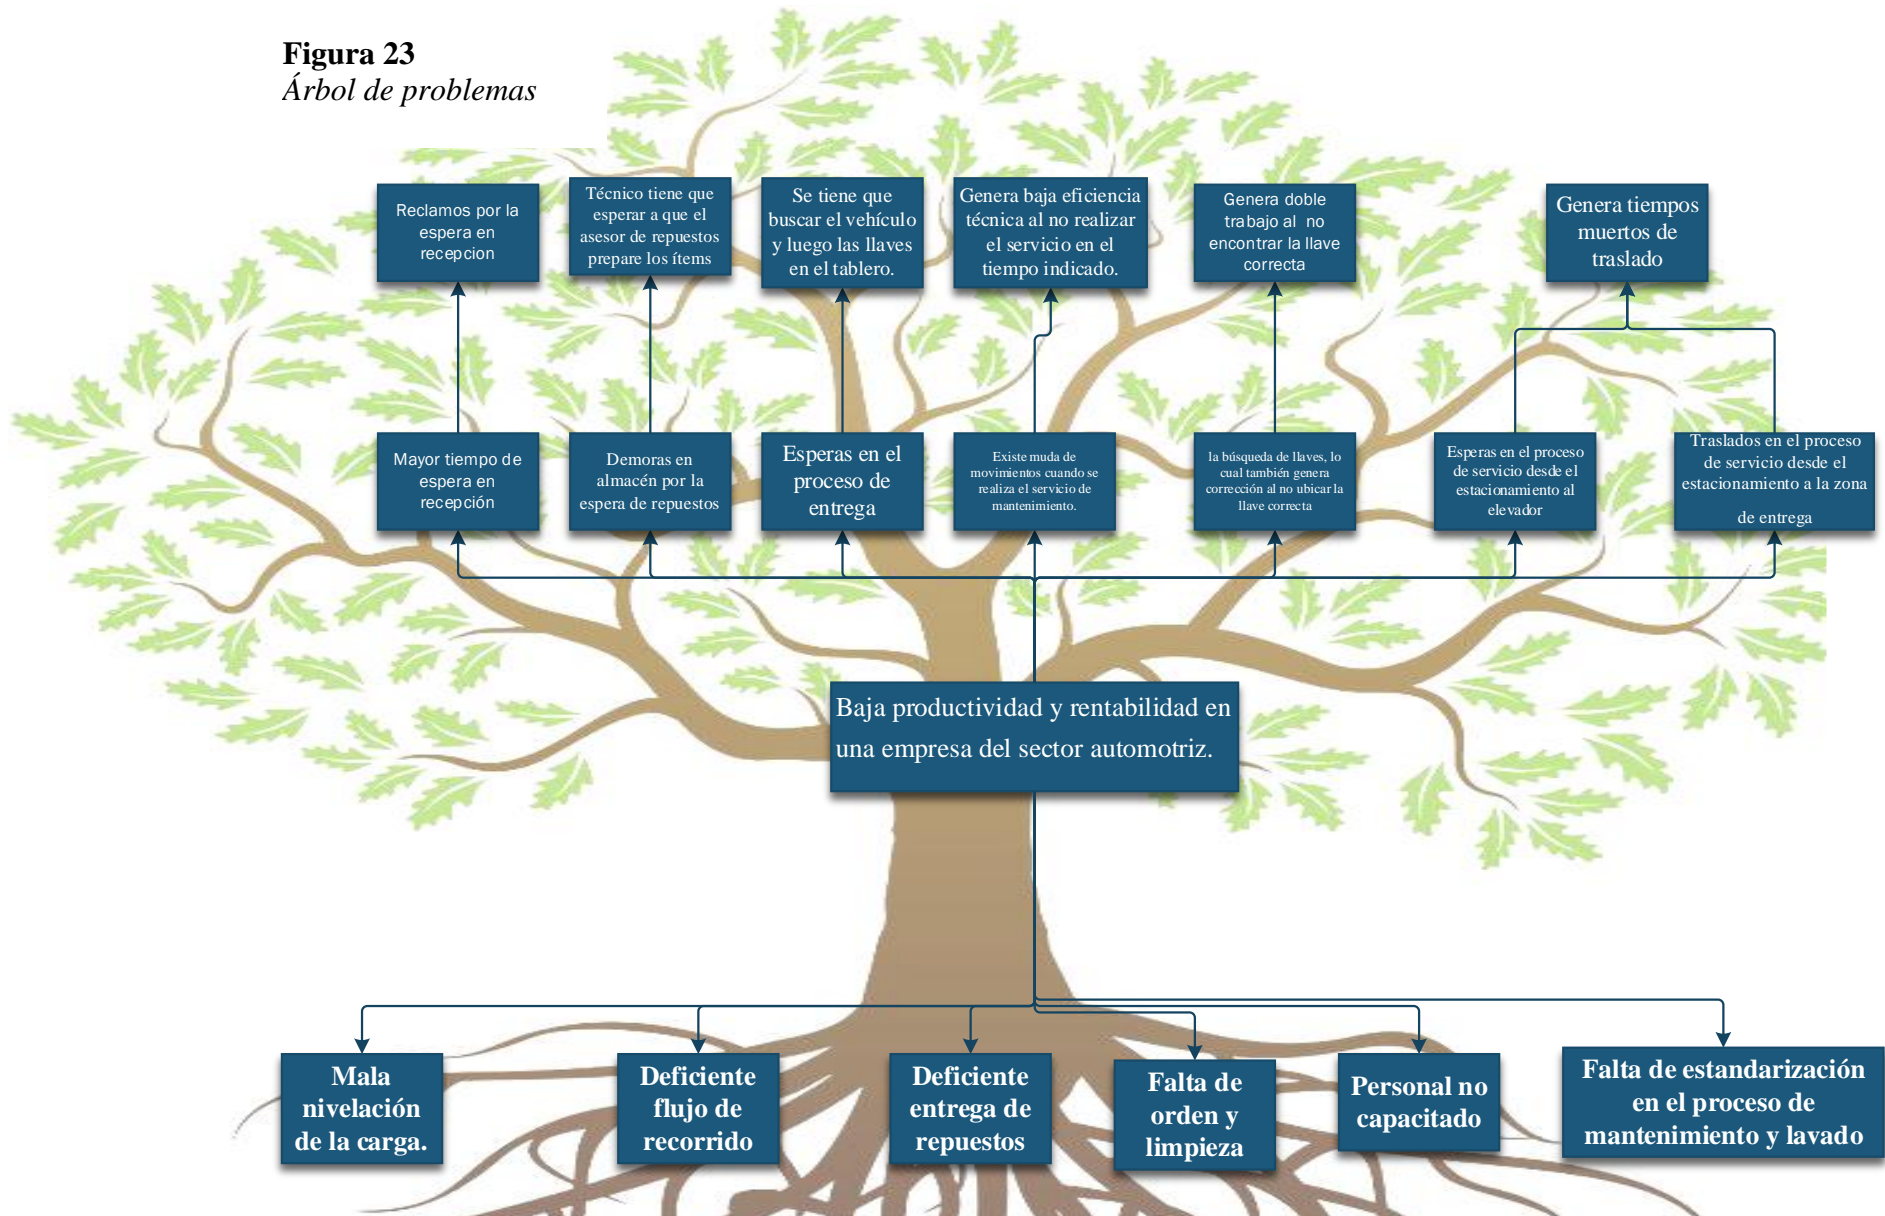 Figura 23
Árbol de problemas
Reclamos por la
espera en
recepcion
Técnico tiene que
esperar a que el
asesor de repuestos
prepare los ítems
Se tiene que
buscar el vehículo
y luego las llaves
en el tablero.
Genera baja eficiencia
técnica al no realizar
el servicio en el
tiempo indicado.
Genera doble
trabajo al no
encontrar la llave
correcta
Genera tiempos
muertos de
traslado
Mayor tiempo de
espera en
recepción
Demoras en
almacén por la
espera de repuestos
Esperas en el
proceso de
entrega
Existe muda de
movimientos cuando se
realiza el servicio de
mantenimiento.
la búsqueda de llaves, lo
cual también genera
corrección al no ubicar la
llave correcta
Esperas en el proceso
de servicio desde el
estacionamiento al
elevador
Traslados en el proceso
de servicio desde el
estacionamiento a la zona
de entrega
Baja productividad y rentabilidad en
una empresa del sector automotriz.
Mala
nivelación
de la carga.
Deficiente
flujo de
recorrido
Deficiente
entrega de
repuestos
Falta de
orden y
limpieza
Personal no
capacitado
Falta de estandarización
en el proceso de
mantenimiento y lavado